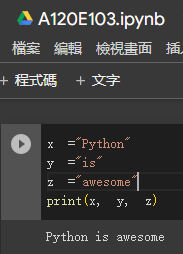 A120E103.ipynb
檔案 編輯 檢視畫面
+ 程式碼 + 文字
x  ="Python"
y  ="is"
z  ="awesome"
print(x,  y,  z)
Python is awesome